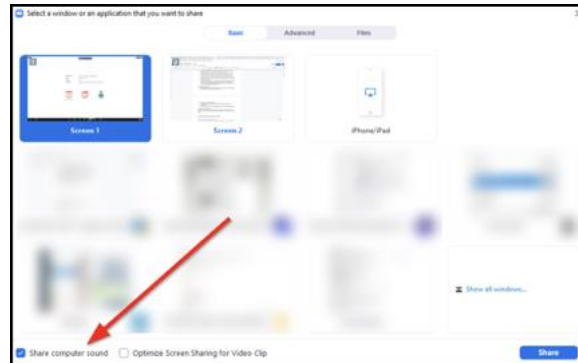 Select a window or an application that you want to share
Basic Advanced Files
Screen 1
Screen 2
iPhone/iPad
Show all windows...
Share computer sound
Optimize Screen Sharing for Video Clip
Share